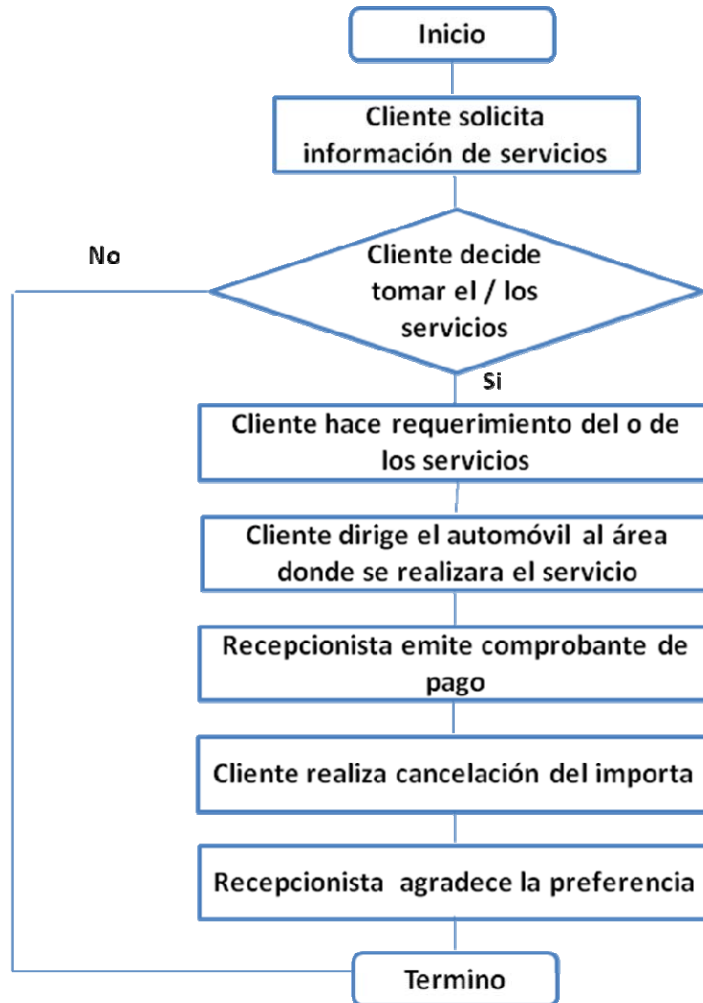 Inicio
Cliente solicita
información de servicios
No
Cliente decide
tomar el / los
servicios
Si
Cliente hace requerimiento del o de
los servicios
Cliente dirige el automóvil al área
donde se realizara el servicio
Recepcionista emite comprobante de
pago
Cliente realiza cancelación del importa
Recepcionista agradece la preferencia
Termino